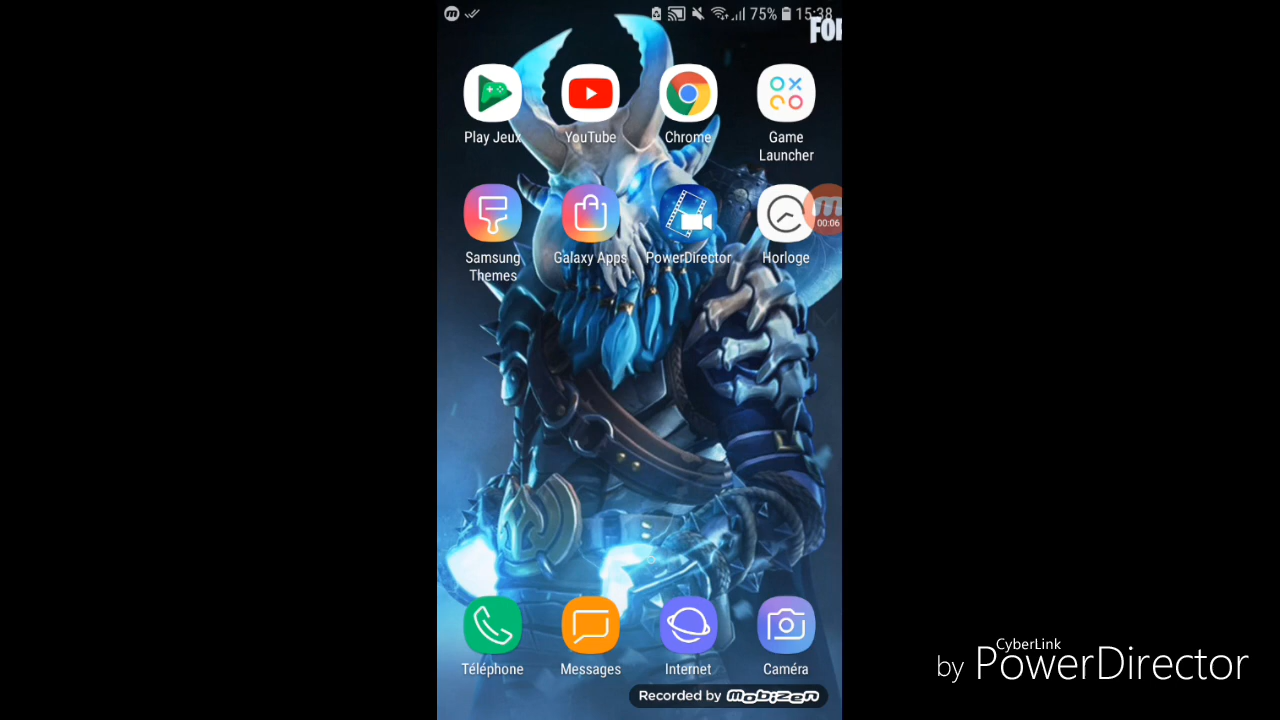 75% 15:38
FOR
Play Jeux
YouTube
Chrome
Game
Launcher
00:06
Samsung
Themes
Galaxy Apps
PowerDirector
Horloge
Téléphone
Messages
Internet
Caméra
Recorded by mobizen
CyberLink
by PowerDirector